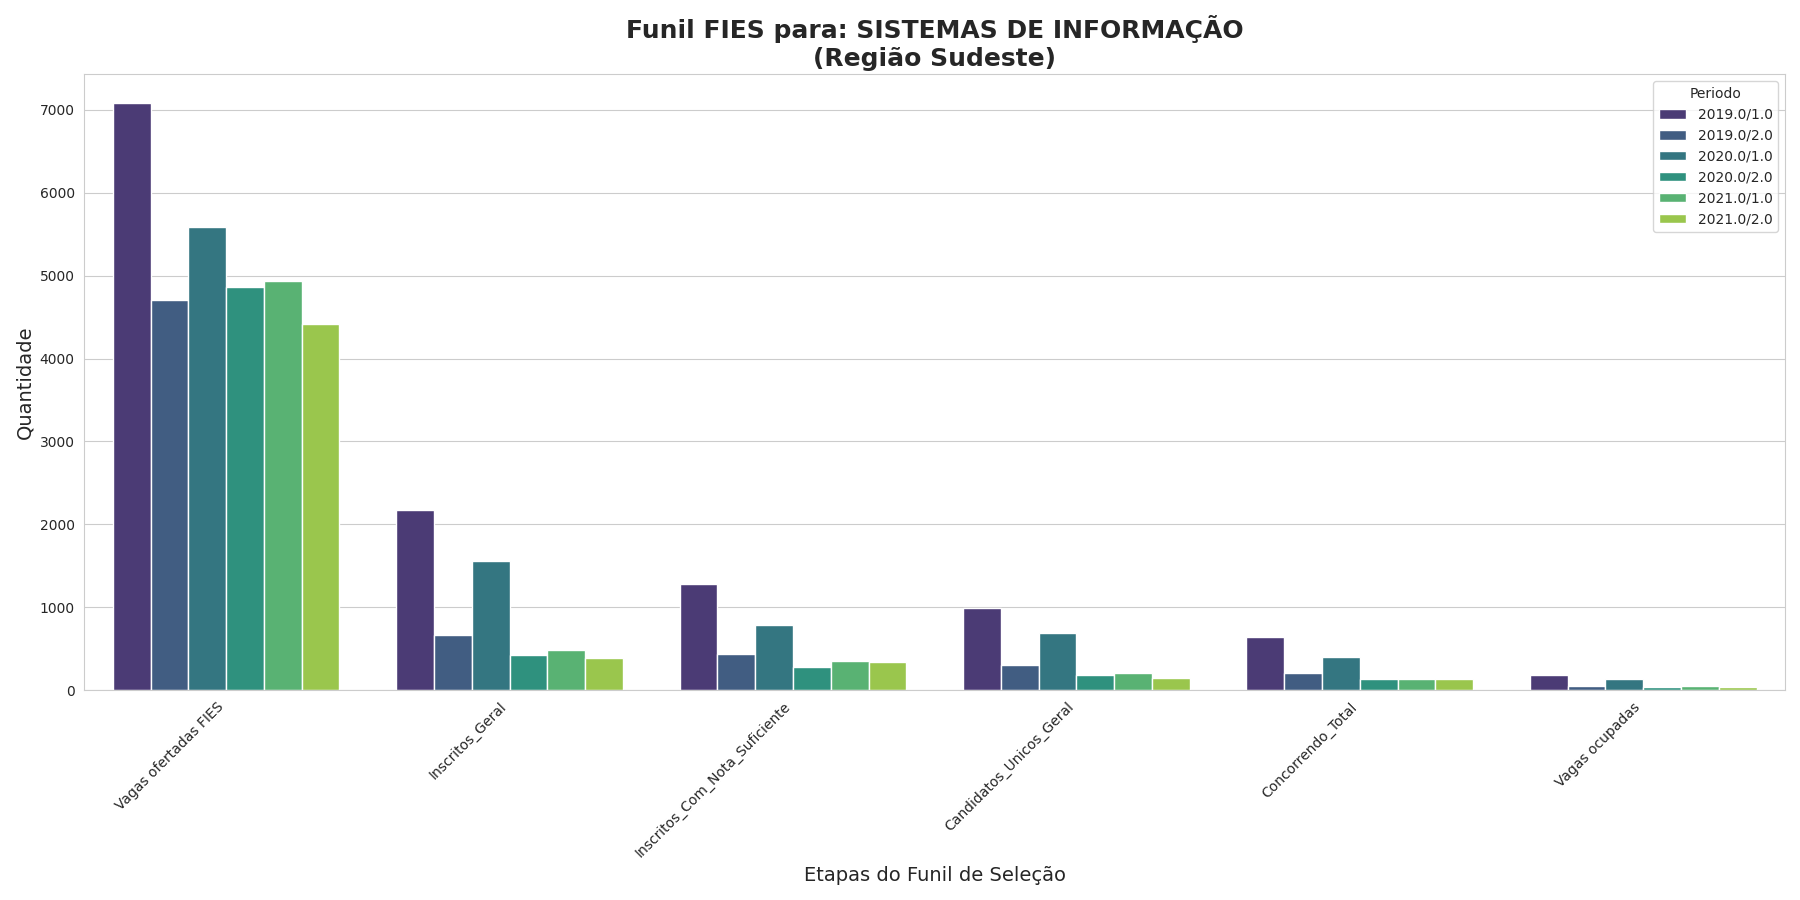 Funil FIES para: SISTEMAS DE INFORMAÇÃO
(Região Sudeste)
Periodo
2019.0/1.0
2019.0/2.0
2020.0/1.0
2020.0/2.0
2021.0/1.0
2021.0/2.0
Quantidade
7000
6000
5000
4000
3000
2000
1000
0
Vagas ofertadas FIES
Inscritos_Geral
Inscritos_Com_Nota_Suficiente
Candidatos_Unicos_Geral
Concorrendo_Total
Vagas ocupadas
Etapas do Funil de Seleção